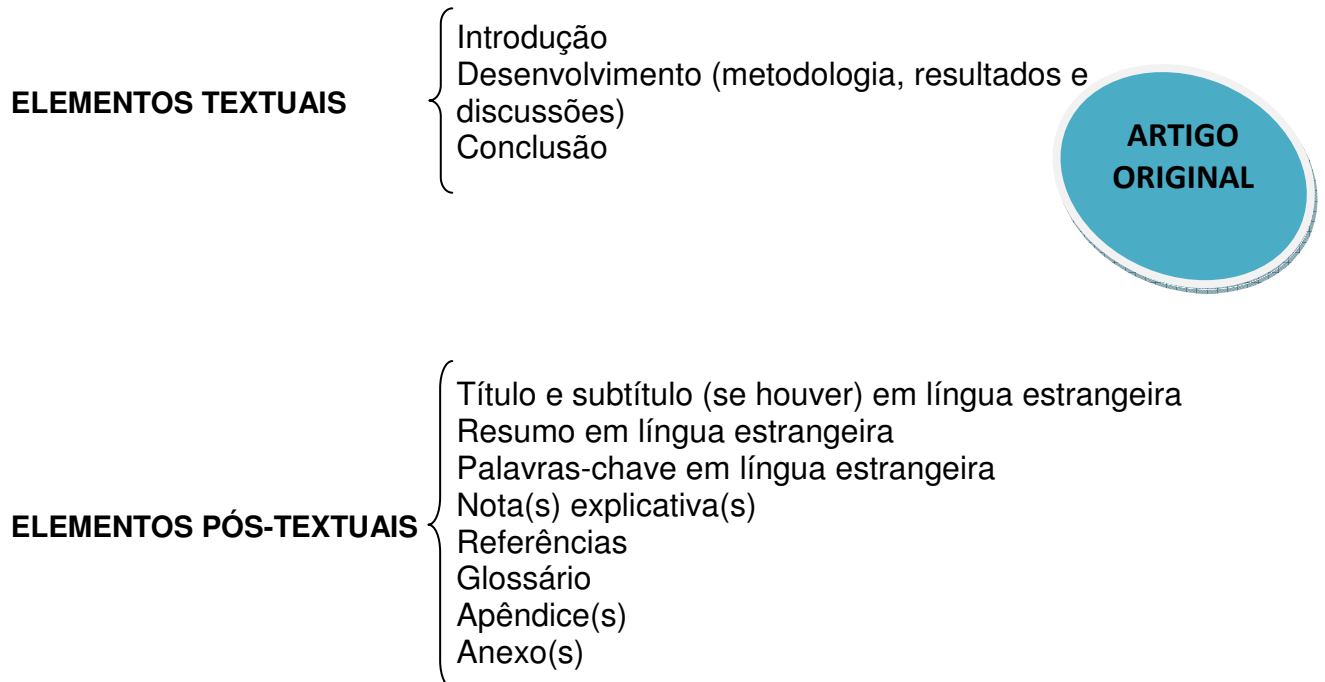 ELEMENTOS TEXTUAIS
Introdução
Desenvolvimento (metodologia, resultados e
discussões)
Conclusão
ARTIGO
ORIGINAL
ELEMENTOS PÓS-TEXTUAIS
Título e subtítulo (se houver) em língua estrangeira
Resumo em língua estrangeira
Palavras-chave em língua estrangeira
Nota(s) explicativa(s)
Referências
Glossário
Apêndice(s)
Anexo(s)